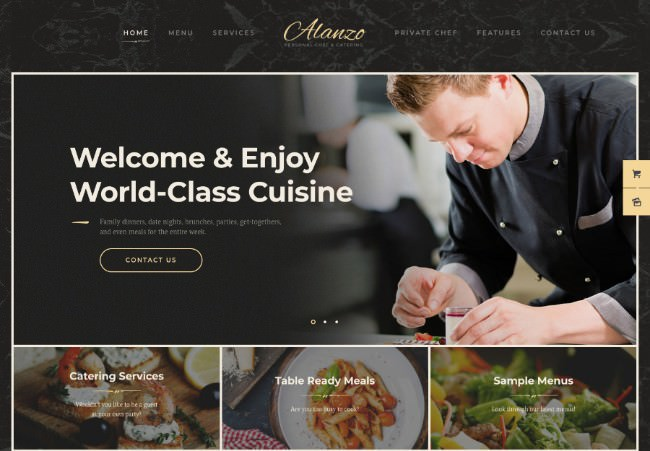 HOME
MENU
SERVICES
Alanzo
PERSONAL CHEF & CATERING
PRIVATE CHEF
FEATURES
CONTACT US
Welcome & Enjoy
World-Class Cuisine
Family dinners, date nights, brunches, parties, get-togethers,
and even meals for the entire week.
CONTACT US
Catering Services
Wouldn't you like to be a guest
at your own party?
Table Ready Meals
Are you too busy to cook?
Sample Menus
Look through our latest menus!